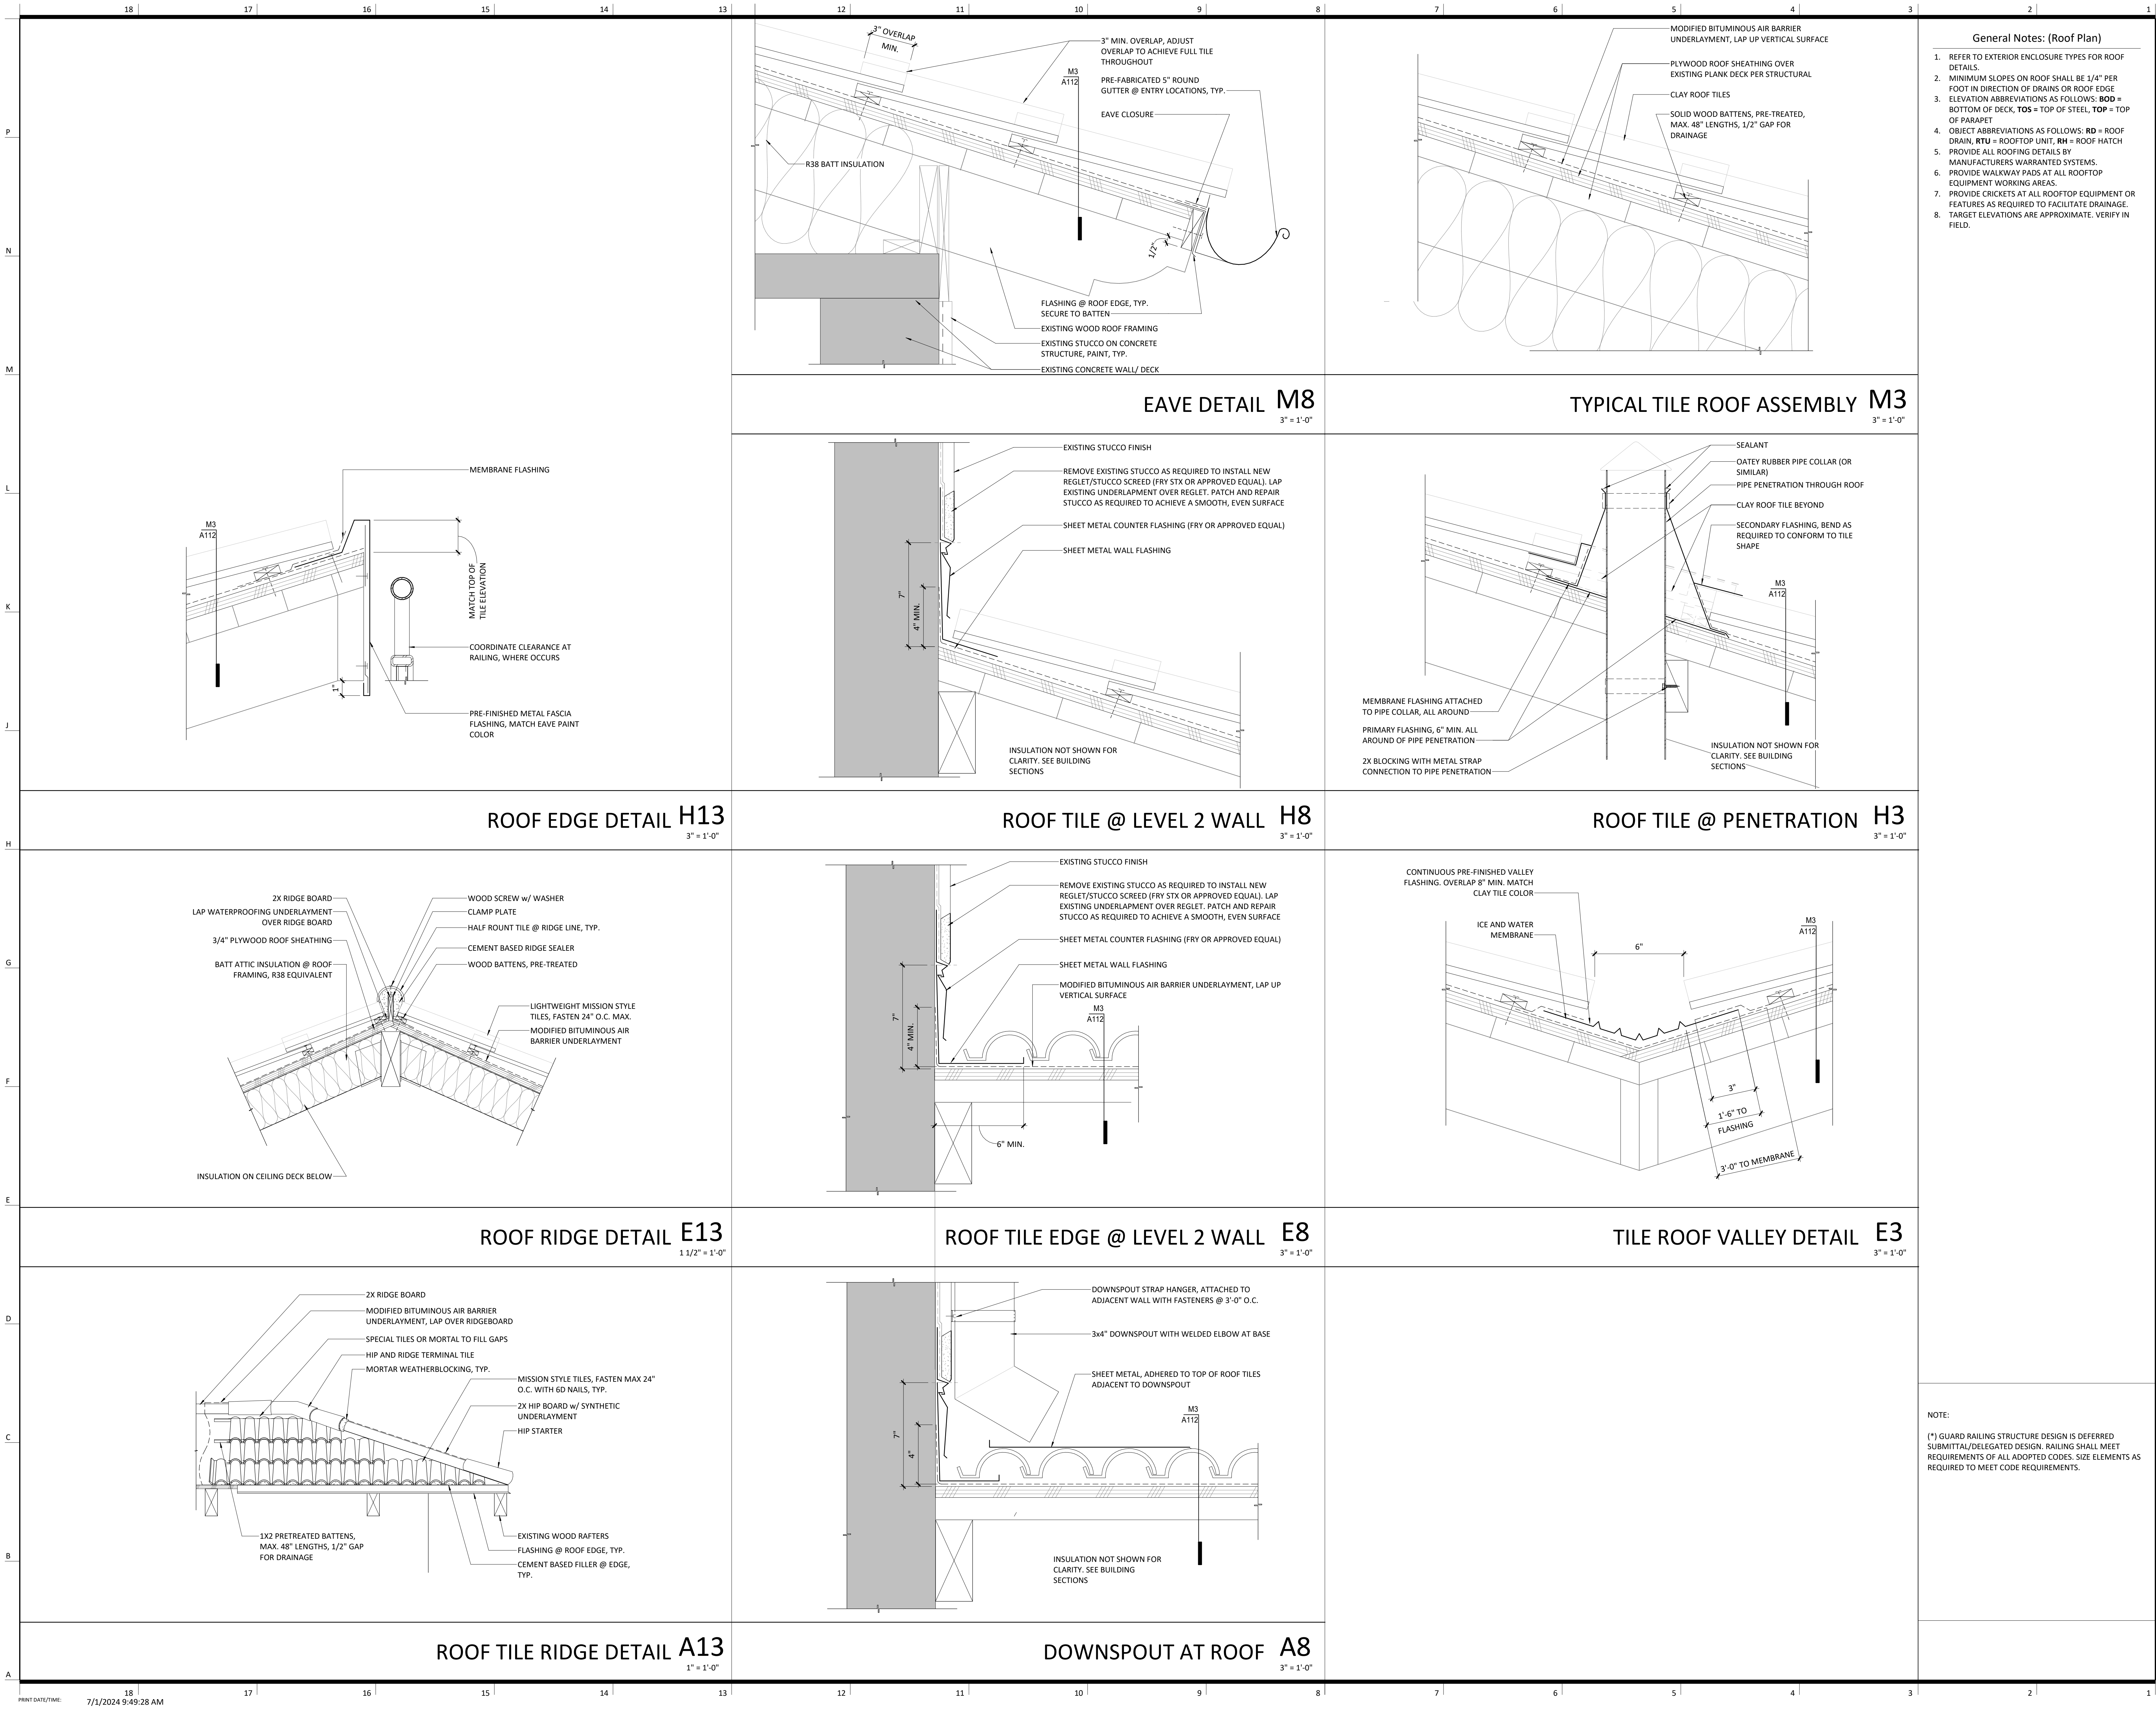 18 17 16 15 14 13 12 11 10 9 8 7 6 5 4 3 2 1
P
N
M
L
K
J
H
G
F
E
D
C
B
A
3" OVERLAP
MIN.
3" MIN. OVERLAP, ADJUST
OVERLAP TO ACHIEVE FULL TILE
THROUGHOUT
M3
A112
PRE-FABRICATED 5" ROUND
GUTTER @ ENTRY LOCATIONS, TYP.
EAVE CLOSURE
R38 BATT INSULATION
1/2"
FLASHING @ ROOF EDGE, TYP.
SECURE TO BATTEN
EXISTING WOOD ROOF FRAMING
EXISTING STUCCO ON CONCRETE
STRUCTURE, PAINT, TYP.
EXISTING CONCRETE WALL/ DECK
EAVE DETAIL M8
3" = 1'-0"
MODIFIED BITUMINOUS AIR BARRIER
UNDERLAYMENT, LAP UP VERTICAL SURFACE
PLYWOOD ROOF SHEATHING OVER
EXISTING PLANK DECK PER STRUCTURAL
CLAY ROOF TILES
SOLID WOOD BATTENS, PRE-TREATED,
MAX. 48" LENGTHS, 1/2" GAP FOR
DRAINAGE
TYPICAL TILE ROOF ASSEMBLY M3
3" = 1'-0"
General Notes: (Roof Plan)
1. REFER TO EXTERIOR ENCLOSURE TYPES FOR ROOF
DETAILS.
2. MINIMUM SLOPES ON ROOF SHALL BE 1/4" PER
FOOT IN DIRECTION OF DRAINS OR ROOF EDGE
3. ELEVATION ABBREVIATIONS AS FOLLOWS: BOD =
BOTTOM OF DECK, TOS = TOP OF STEEL, TOP = TOP
OF PARAPET
4. OBJECT ABBREVIATIONS AS FOLLOWS: RD = ROOF
DRAIN, RTU = ROOFTOP UNIT, RH = ROOF HATCH
5. PROVIDE ALL ROOFING DETAILS BY
MANUFACTURERS WARRANTED SYSTEMS.
6. PROVIDE WALKWAY PADS AT ALL ROOFTOP
EQUIPMENT WORKING AREAS.
7. PROVIDE CRICKETS AT ALL ROOFTOP EQUIPMENT OR
FEATURES AS REQUIRED TO FACILITATE DRAINAGE.
8. TARGET ELEVATIONS ARE APPROXIMATE. VERIFY IN
FIELD.
MEMBRANE FLASHING
M3
A112
MATCH TOP OF
TILE ELEVATION
COORDINATE CLEARANCE AT
RAILING, WHERE OCCURS
1"
PRE-FINISHED METAL FASCIA
FLASHING, MATCH EAVE PAINT
COLOR
ROOF EDGE DETAIL H13
3" = 1'-0"
EXISTING STUCCO FINISH
REMOVE EXISTING STUCCO AS REQUIRED TO INSTALL NEW
REGLET/STUCCO SCREED (FRY STX OR APPROVED EQUAL). LAP
EXISTING UNDERLAPMENT OVER REGLET. PATCH AND REPAIR
STUCCO AS REQUIRED TO ACHIEVE A SMOOTH, EVEN SURFACE
SHEET METAL COUNTER FLASHING (FRY OR APPROVED EQUAL)
SHEET METAL WALL FLASHING
7"
4" MIN.
INSULATION NOT SHOWN FOR
CLARITY. SEE BUILDING
SECTIONS
ROOF TILE @ LEVEL 2 WALL H8
3" = 1'-0"
SEALANT
OATEY RUBBER PIPE COLLAR (OR
SIMILAR)
PIPE PENETRATION THROUGH ROOF
CLAY ROOF TILE BEYOND
SECONDARY FLASHING, BEND AS
REQUIRED TO CONFORM TO TILE
SHAPE
M3
A112
MEMBRANE FLASHING ATTACHED
TO PIPE COLLAR, ALL AROUND
PRIMARY FLASHING, 6" MIN. ALL
AROUND OF PIPE PENETRATION
2X BLOCKING WITH METAL STRAP
CONNECTION TO PIPE PENETRATION
INSULATION NOT SHOWN FOR
CLARITY. SEE BUILDING
SECTIONS
ROOF TILE @ PENETRATION H3
3" = 1'-0"
2X RIDGE BOARD
LAP WATERPROOFING UNDERLAYMENT
OVER RIDGE BOARD
3/4" PLYWOOD ROOF SHEATHING
BATT ATTIC INSULATION @ ROOF
FRAMING, R38 EQUIVALENT
WOOD SCREW w/ WASHER
CLAMP PLATE
HALF ROUNT TILE @ RIDGE LINE, TYP.
CEMENT BASED RIDGE SEALER
WOOD BATTENS, PRE-TREATED
LIGHTWEIGHT MISSION STYLE
TILES, FASTEN 24" O.C. MAX.
MODIFIED BITUMINOUS AIR
BARRIER UNDERLAYMENT
INSULATION ON CEILING DECK BELOW
ROOF RIDGE DETAIL E13
1 1/2" = 1'-0"
EXISTING STUCCO FINISH
REMOVE EXISTING STUCCO AS REQUIRED TO INSTALL NEW
REGLET/STUCCO SCREED (FRY STX OR APPROVED EQUAL). LAP
EXISTING UNDERLAPMENT OVER REGLET. PATCH AND REPAIR
STUCCO AS REQUIRED TO ACHIEVE A SMOOTH, EVEN SURFACE
SHEET METAL COUNTER FLASHING (FRY OR APPROVED EQUAL)
SHEET METAL WALL FLASHING
MODIFIED BITUMINOUS AIR BARRIER UNDERLAYMENT, LAP UP
VERTICAL SURFACE
M3
A112
7"
4" MIN.
6" MIN.
ROOF TILE EDGE @ LEVEL 2 WALL E8
3" = 1'-0"
CONTINUOUS PRE-FINISHED VALLEY
FLASHING. OVERLAP 8" MIN. MATCH
CLAY TILE COLOR
ICE AND WATER
MEMBRANE
M3
A112
6"
3"
1'-6" TO
FLASHING
3'-0" TO MEMBRANE
TILE ROOF VALLEY DETAIL E3
3" = 1'-0"
2X RIDGE BOARD
MODIFIED BITUMINOUS AIR BARRIER
UNDERLAYMENT, LAP OVER RIDGEBOARD
SPECIAL TILES OR MORTAL TO FILL GAPS
HIP AND RIDGE TERMINAL TILE
MORTAR WEATHERBLOCKING, TYP.
MISSION STYLE TILES, FASTEN MAX 24"
O.C. WITH 6D NAILS, TYP.
2X HIP BOARD w/ SYNTHETIC
UNDERLAYMENT
HIP STARTER
1X2 PRETREATED BATTENS,
MAX. 48" LENGTHS, 1/2" GAP
FOR DRAINAGE
EXISTING WOOD RAFTERS
FLASHING @ ROOF EDGE, TYP.
CEMENT BASED FILLER @ EDGE,
TYP.
ROOF TILE RIDGE DETAIL A13
1" = 1'-0"
DOWNSPOUT STRAP HANGER, ATTACHED TO
ADJACENT WALL WITH FASTENERS @ 3'-0" O.C.
3x4" DOWNSPOUT WITH WELDED ELBOW AT BASE
SHEET METAL, ADHERED TO TOP OF ROOF TILES
ADJACENT TO DOWNSPOUT
M3
A112
7"
4"
INSULATION NOT SHOWN FOR
CLARITY. SEE BUILDING
SECTIONS
DOWNSPOUT AT ROOF A8
3" = 1'-0"
NOTE:
(*) GUARD RAILING STRUCTURE DESIGN IS DEFERRED
SUBMITTAL/DELEGATED DESIGN. RAILING SHALL MEET
REQUIREMENTS OF ALL ADOPTED CODES. SIZE ELEMENTS AS
REQUIRED TO MEET CODE REQUIREMENTS.
18 17 16 15 14 13 12 11 10 9 8 7 6 5 4 3 2 1
PRINT DATE/TIME: 7/1/2024 9:49:28 AM